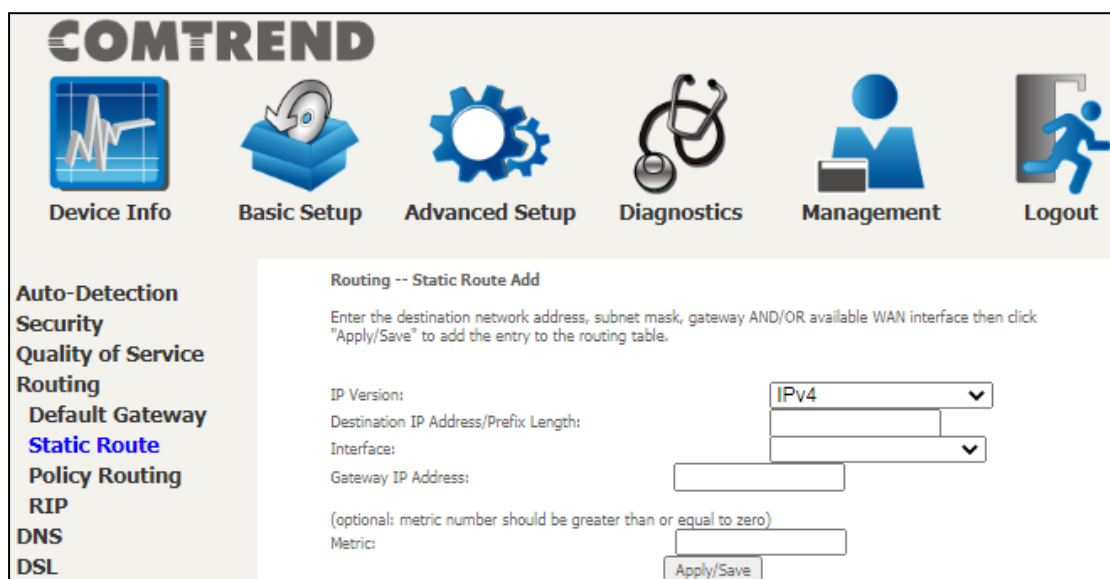 COMTREND
Device Info
Basic Setup
Advanced Setup
Diagnostics
Management
Logout
Auto-Detection
Security
Quality of Service
Routing
Default Gateway
Static Route
Policy Routing
RIP
DNS
DSL
Routing -- Static Route Add
Enter the destination network address, subnet mask, gateway AND/OR available WAN interface then click
"Apply/Save" to add the entry to the routing table.
IP Version: IPv4
Destination IP Address/Prefix Length:
Interface:
Gateway IP Address:
(optional: metric number should be greater than or equal to zero)
Metric:
Apply/Save